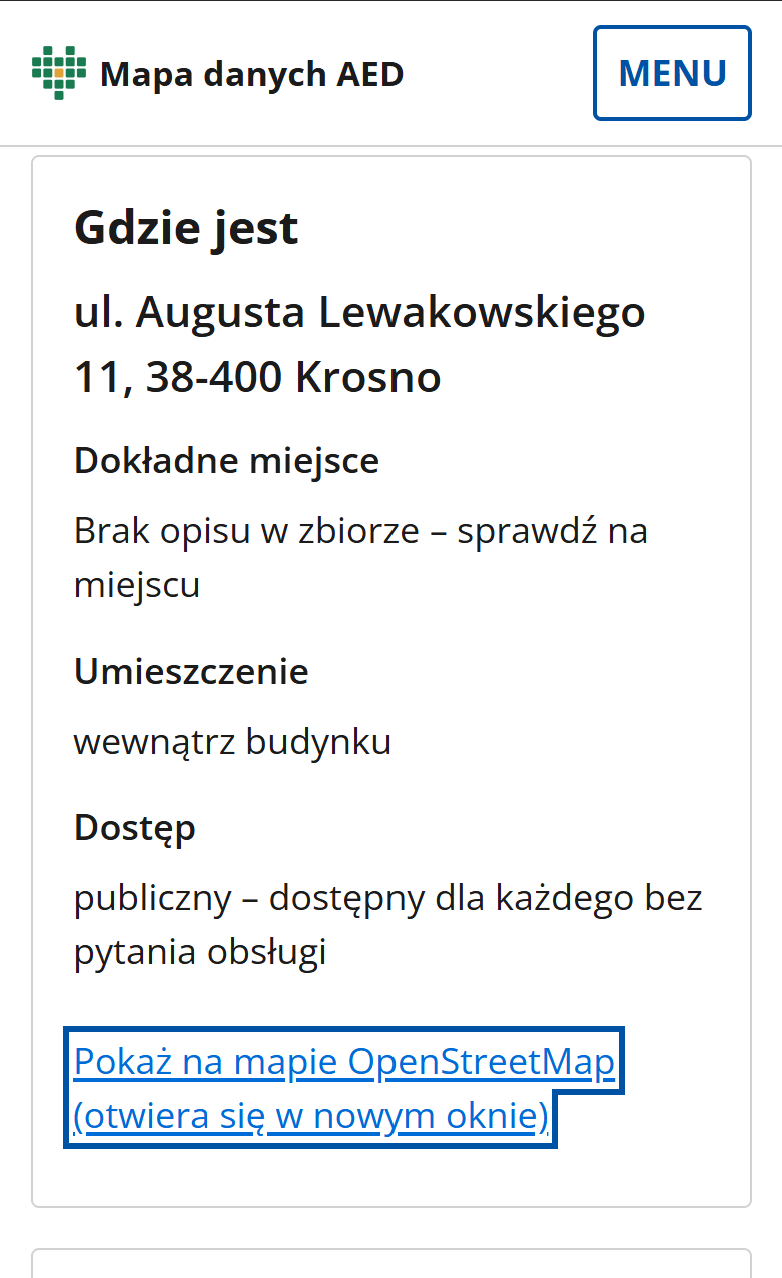 Mapa danych AED
MENU
Gdzie jest
ul. Augusta Lewakowskiego
11, 38-400 Krosno
Dokładne miejsce
Brak opisu w zbiorze – sprawdź na
miejscu
Umieszczenie
wewnątrz budynku
Dostęp
publiczny – dostępny dla każdego bez
pytania obsługi
Pokaż na mapie OpenStreetMap
(otwiera się w nowym oknie)